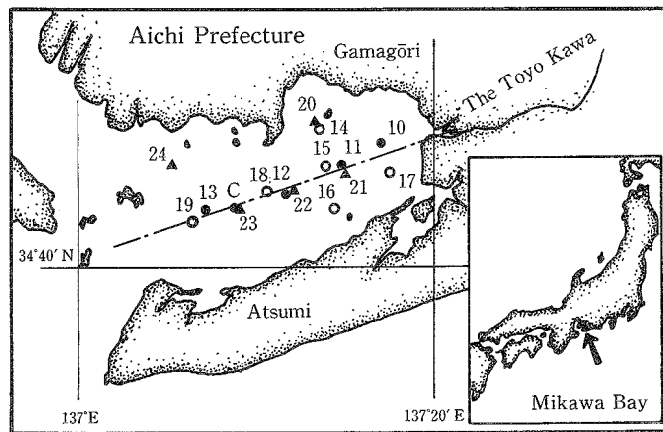 Aichi Prefecture
Gamagōri
The Toyo Kawa
20
14
10
24
15
11
18
12
21
17
13
C
16
19
23
22
34°40′ N
Atsumi
137°E
137°20′ E
Mikawa Bay